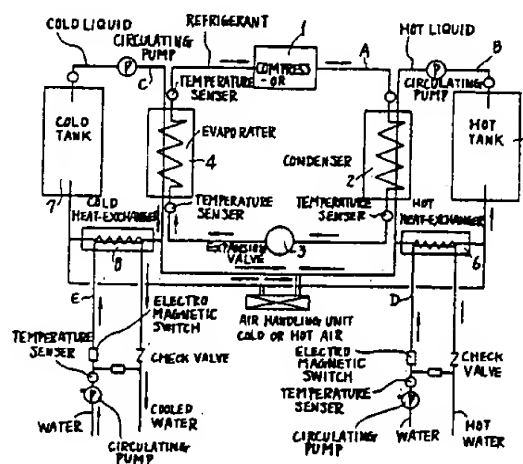 COLD LIQUID
CIRCULATING
PUMP
REFRIGERANT
1
COMPRESS
-OR
A
HOT LIQUID
B
P
P
CIRCULATING
PUMP
C
TEMPERATURE
SENSER
COLD
TANK
EVAPORATER
4
CONDENSER
2
HOT
TANK
7
COLD
HEAT-EXCHANGER
TEMPERATURE
SENSER
TEMPERATURE
SENSER
HOT
HEAT-EXCHANGER
8
EXPANSION
VALVE
3
6
E
D
ELECTRO
MAGNETIC
SWITCH
AIR HANDLING UNIT
COLD OR HOT AIR
TEMPERATURE
SENSER
CHECK VALVE
ELECTRO
MAGNETIC
SWITCH
CHECK
VALVE
TEMPERATURE
SENSER
P
P
WATER
COOLED
WATER
CIRCULATING
PUMP
CIRCULATING
PUMP
WATER
HOT
WATER